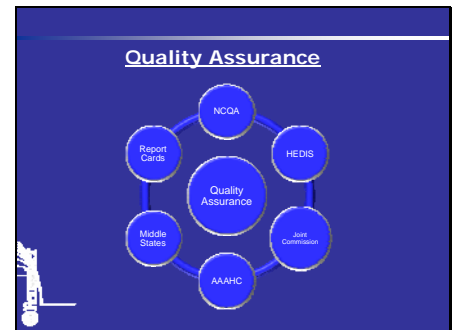 Quality Assurance
NCQA
HEDIS
Joint
Commission
AAAHC
Middle
States
Report
Cards
Quality
Assurance